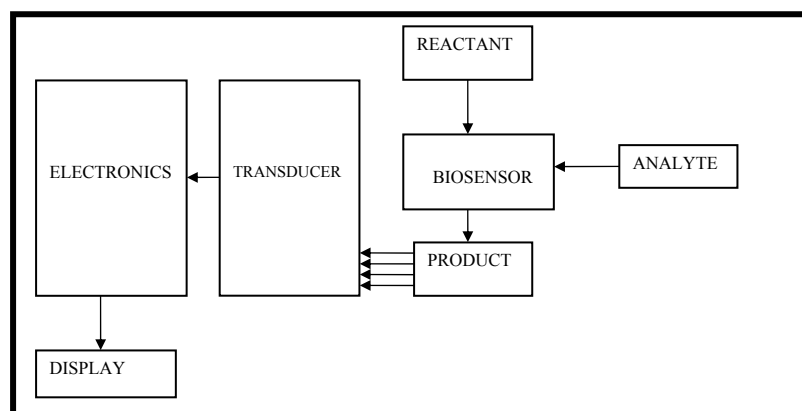 REACTANT
ELECTRONICS
TRANSDUCER
BIOSENSOR
ANALYTE
PRODUCT
DISPLAY